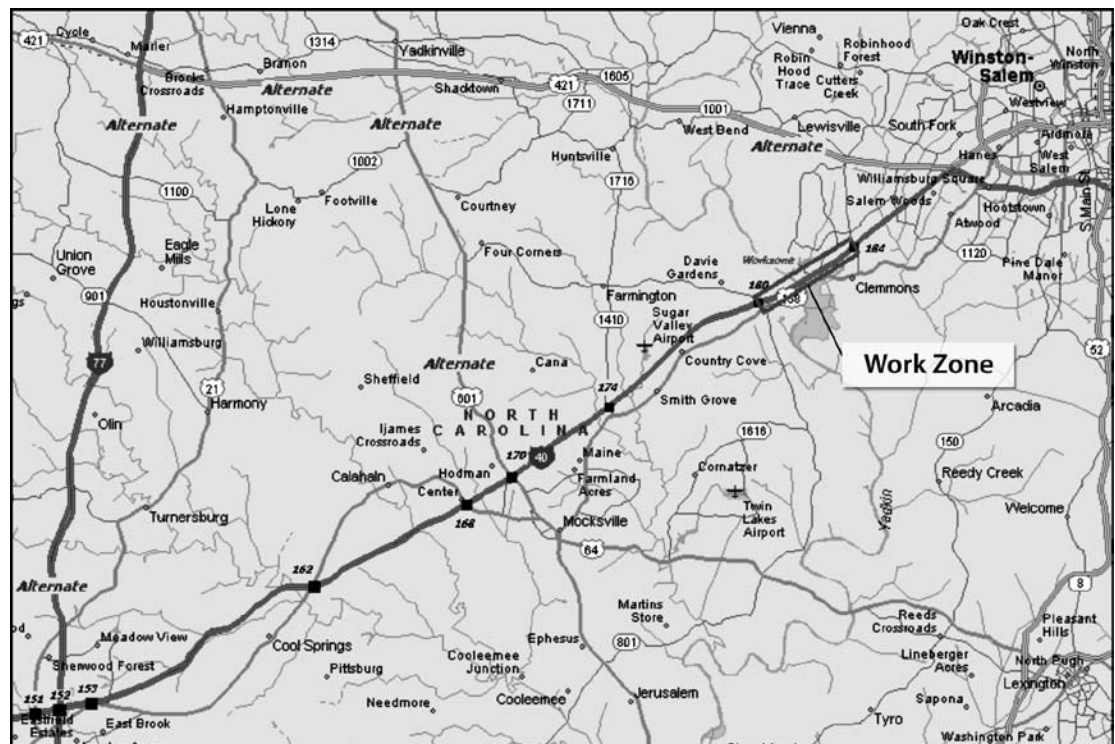 421
Cycle
Marler
1314
Yadkinville
Vienna
Oak Crest
Robinhood
Forest
Winston-
Salem
North
Winston
Brooks
Crossroads
Branon
Alternate
Shacktown
421
1605
1711
Robin
Hood
Trace
Cutters
Creek
Hamptonville
Alternate
Alternate
1001
West Bend
Lewisville
Westview
South Fork
Ardmore
Alternate
Hanes
West
Salem
1002
Huntsville
1716
Williamsburg Square
Salem Woods
S Main St
1100
Lone
Hickory
Footville
Courtney
Hootstown
Atwood
Union
Grove
Eagle
Mills
Four Corners
Davie
Gardens
Workzone
184
1120
Pine Dale
Manor
901
Houstonville
180
158
Clemmons
Farmington
1410
Sugar
Valley
Airport
52
Williamsburg
77
Alternate
Cana
Country Cove
Work Zone
21
Harmony
Sheffield
601
174
Smith Grove
Arcadia
Olin
NORTH
CAROLINA
Ijames
Crossroads
1616
150
170
40
Maine
Hodman
Calahaln
Center
Farmland
Acres
Cornatzer
Reedy Creek
168
Twin
Lakes
Airport
Yadkin
Welcome
Turnersburg
Mocksville
64
162
Alternate
8
Martins
Store
Reeds
Crossroads
Pleasant
Hills
Meadow View
Cool Springs
Ephesus
801
Lineberger
Acres
Sherwood Forest
Pittsburg
Cooleemee
Junction
North Pugh
Lexington
151
152
153
Needmore
Cooleemee
Jerusalem
Sapona
Eastfield
Estates
East Brook
Tyro
Washington Park